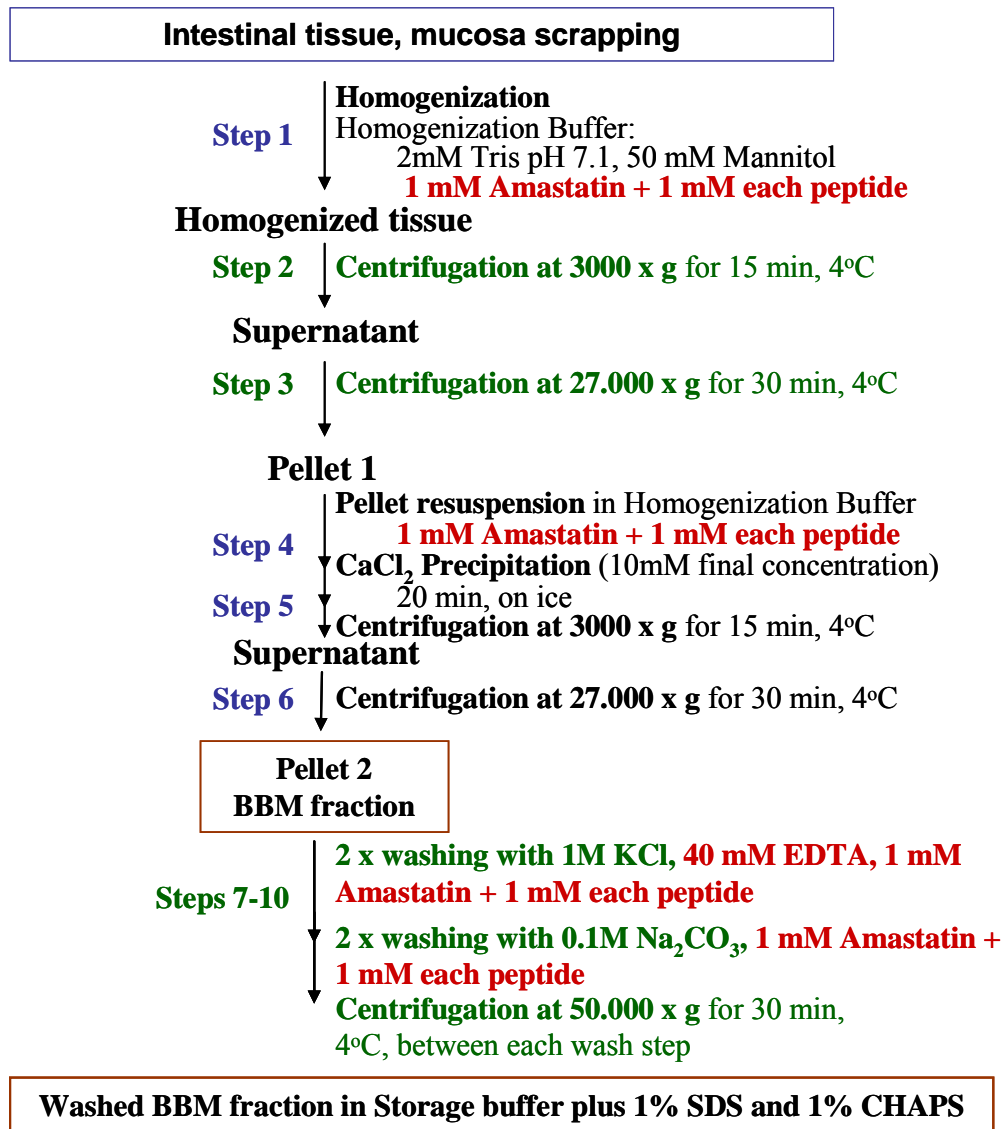 Intestinal tissue, mucosa scrapping
Homogenization
Step 1
Homogenization Buffer:
2mM Tris pH 7.1, 50 mM Mannitol
1 mM Amastatin + 1 mM each peptide
Homogenized tissue
Step 2
Centrifugation at 3000 x g for 15 min, 4°C
Supernatant
Step 3
Centrifugation at 27.000 x g for 30 min, 4°C
Pellet 1
Pellet resuspension in Homogenization Buffer
1 mM Amastatin + 1 mM each peptide
Step 4
CaCl₂ Precipitation (10mM final concentration)
20 min, on ice
Step 5
Centrifugation at 3000 x g for 15 min, 4°C
Supernatant
Step 6
Centrifugation at 27.000 x g for 30 min, 4°C
Pellet 2
BBM fraction
2 x washing with 1M KCl, 40 mM EDTA, 1 mM
Amastatin + 1 mM each peptide
Steps 7-10
2 x washing with 0.1M Na₂CO₃, 1 mM Amastatin +
1 mM each peptide
Centrifugation at 50.000 x g for 30 min,
4°C, between each wash step
Washed BBM fraction in Storage buffer plus 1% SDS and 1% CHAPS